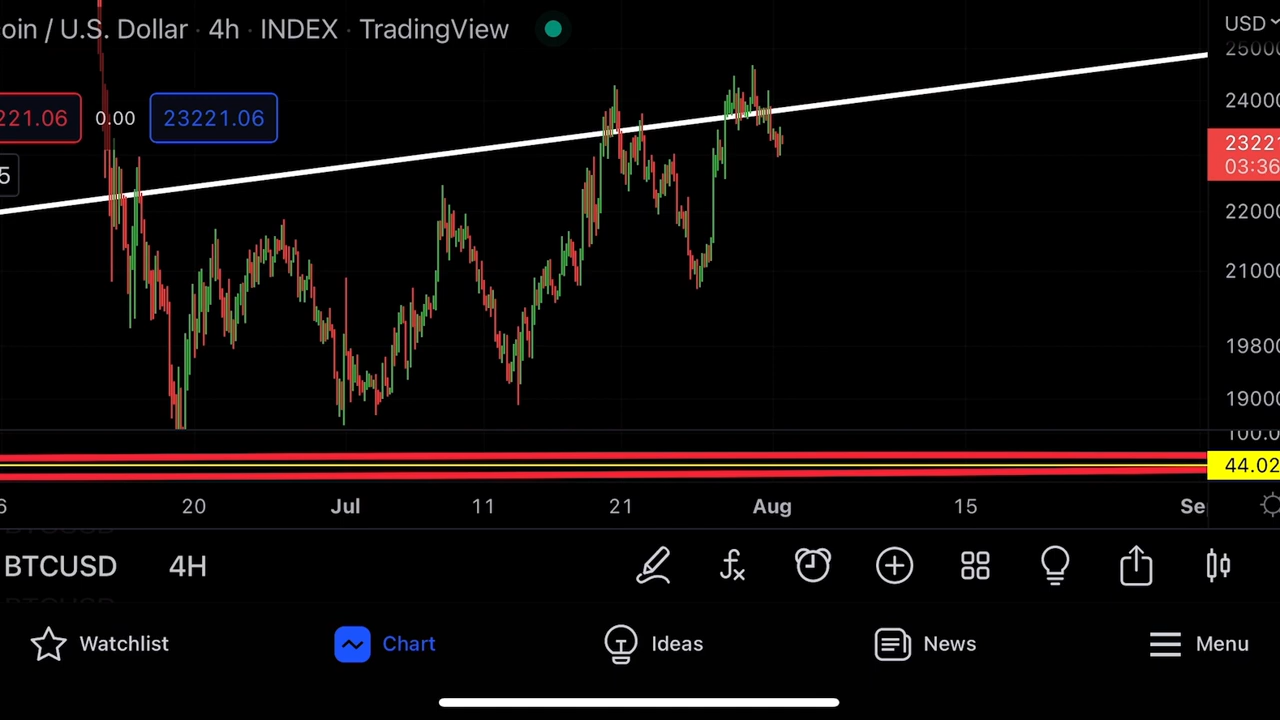 oin / U.S. Dollar · 4h · INDEX · TradingView
USD
25000
24000
221.06
0.00
23221.06
23221
03:36
5
22000
21000
19800
19000
100.0
44.02
6
20
Jul
11
21
Aug
15
Se
BTCUSD
4H
fx
Watchlist
Chart
Ideas
News
Menu